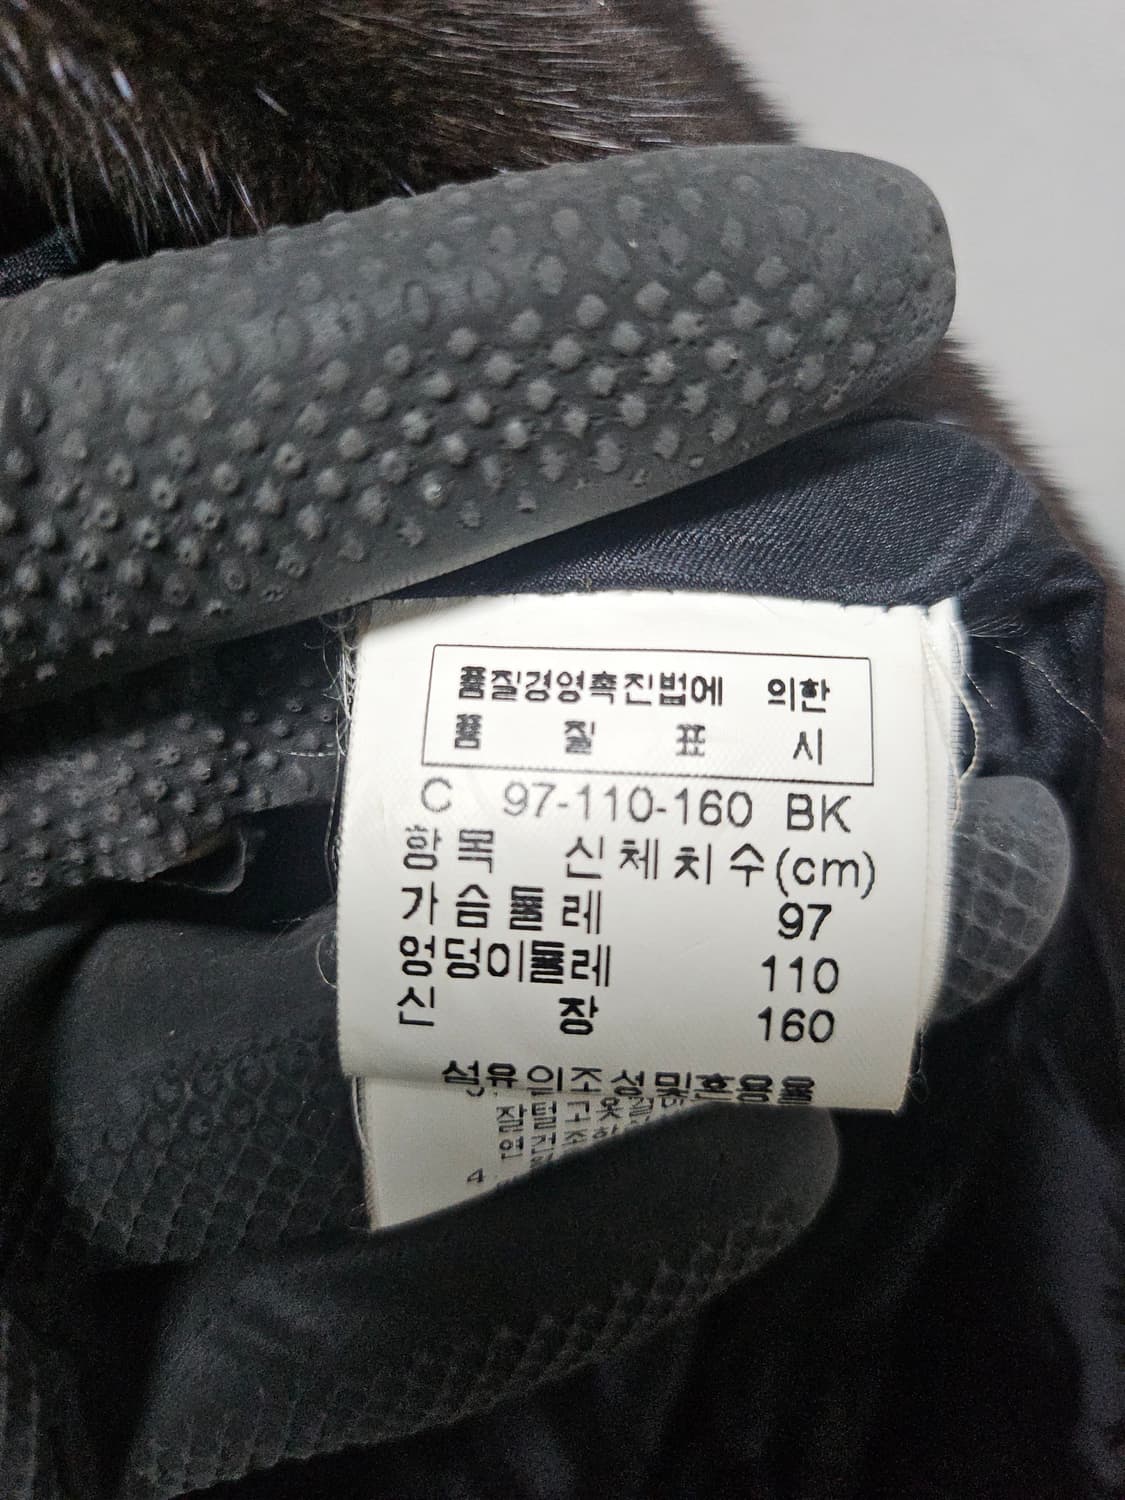 품질경영촉진법에 의한
품 질 표 시
C 97-110-160 BK
항목 신체치수(cm)
가슴둘레 97
엉덩이둘레 110
신 장 160
섬유의조성및혼용율
4